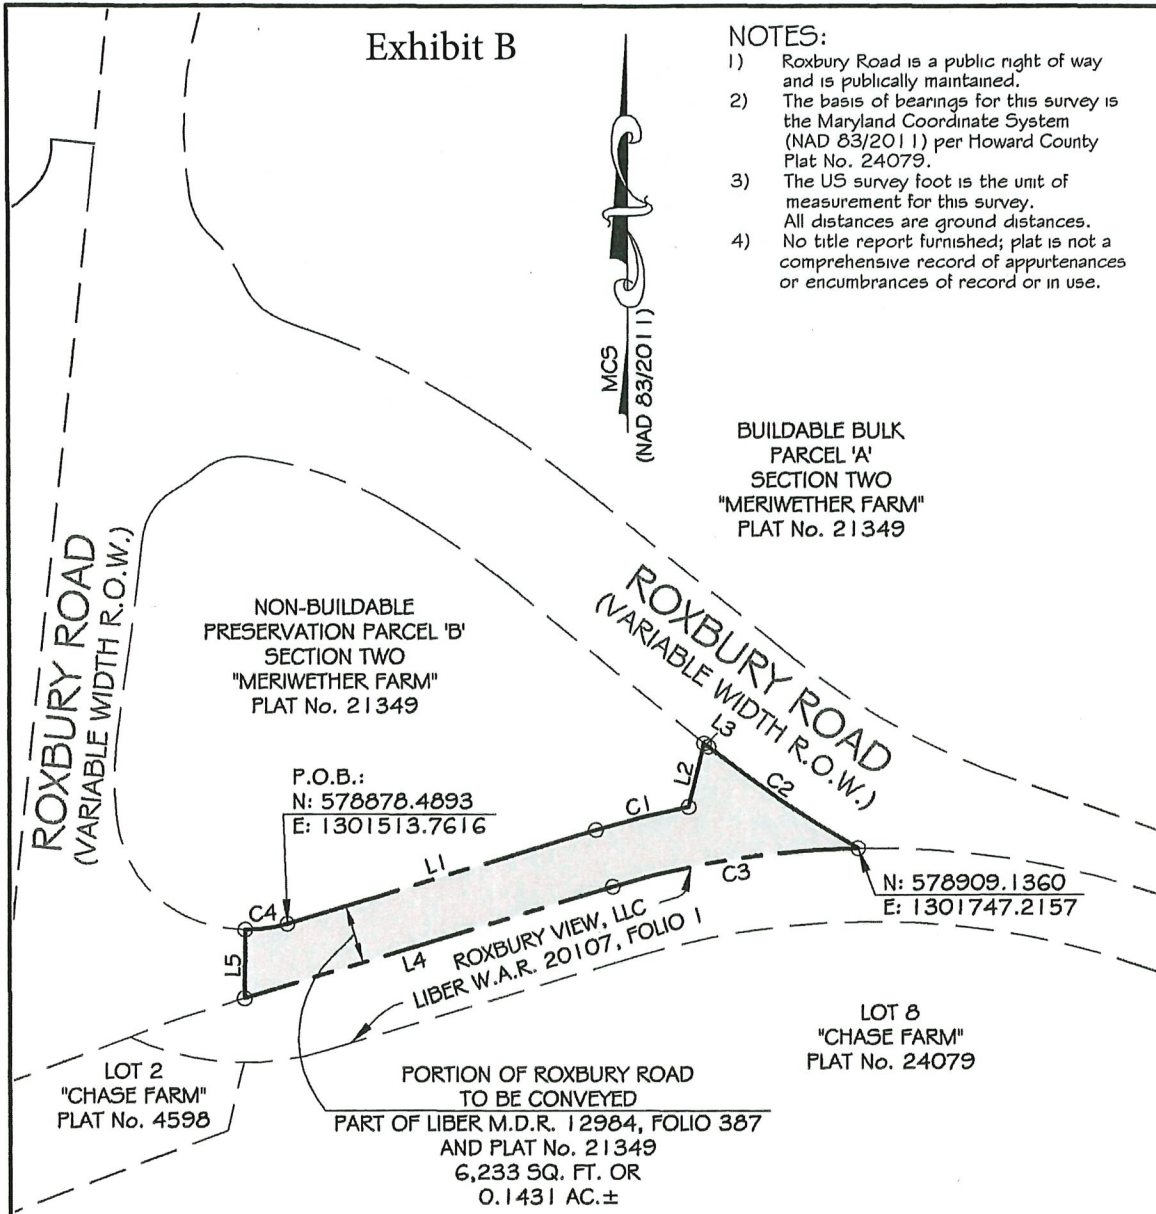 Exhibit B
NOTES:
1) Roxbury Road is a public right of way
and is publically maintained.
2) The basis of bearings for this survey is
the Maryland Coordinate System
(NAD 83/2011) per Howard County
Plat No. 24079.
3) The US survey foot is the unit of
measurement for this survey.
All distances are ground distances.
4) No title report furnished; plat is not a
comprehensive record of appurtenances
or encumbrances of record or in use.
MCS
(NAD 83/2011)
BUILDABLE BULK
PARCEL 'A'
SECTION TWO
"MERIWETHER FARM"
PLAT No. 21349
ROXBURY ROAD
(VARIABLE WIDTH R.O.W.)
NON-BUILDABLE
PRESERVATION PARCEL 'B'
SECTION TWO
"MERIWETHER FARM"
PLAT No. 21349
ROXBURY ROAD
(VARIABLE WIDTH R.O.W.)
L3
L2
C2
P.O.B.:
N: 578878.4893
E: 1301513.7616
C1
L1
C3
N: 578909.1360
E: 1301747.2157
C4
L5
L4
ROXBURY VIEW, LLC
LIBER W.A.R. 20107, FOLIO 1
LOT 8
"CHASE FARM"
PLAT No. 24079
LOT 2
"CHASE FARM"
PLAT No. 4598
PORTION OF ROXBURY ROAD
TO BE CONVEYED
PART OF LIBER M.D.R. 12984, FOLIO 387
AND PLAT No. 21349
6,233 SQ. FT. OR
0.1431 AC.±